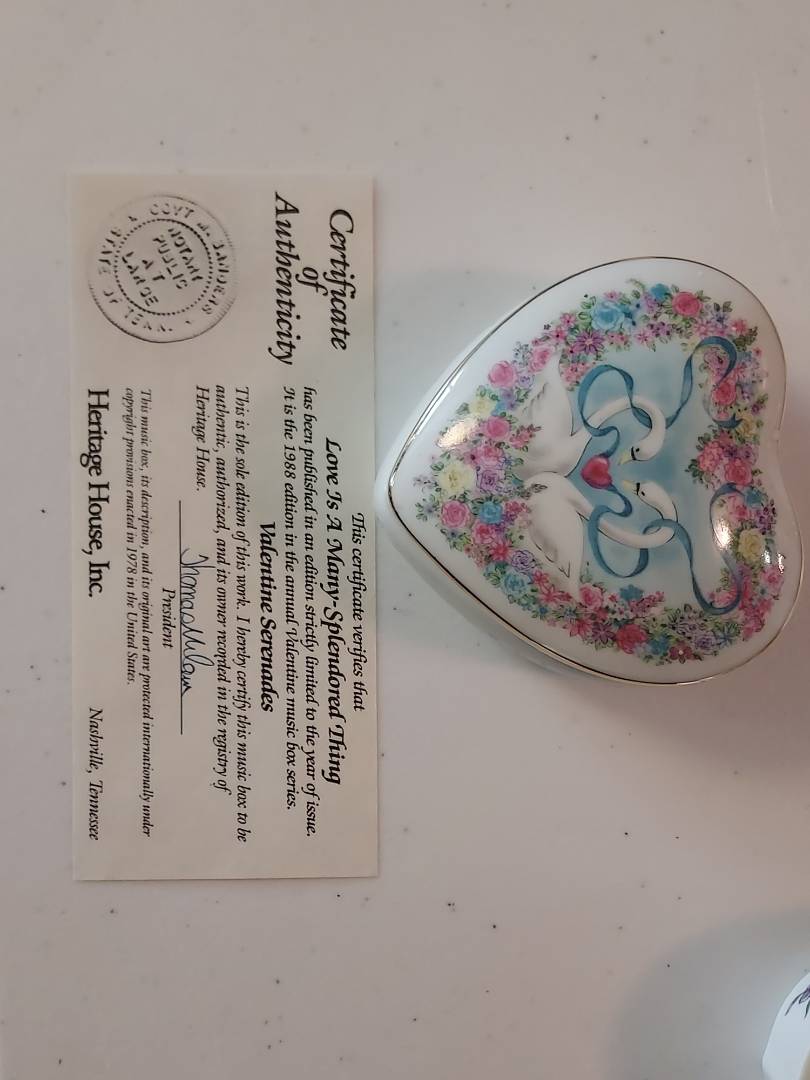 Certificate
of
Authenticity
This certificate verifies that
Love Is A Many-Splendored Thing
has been published in an edition strictly limited to the year of issue.
It is the 1988 edition in the annual Valentine music box series.
Valentine Serenades
This is the sole edition of this work. I hereby certify this music box to be
authentic, authorized, and its owner recorded in the registry of
Heritage House.
President
This music box, its description, and its original art are protected internationally under
copyright provisions enacted in 1978 in the United States.
Heritage House, Inc.
Nashville, Tennessee
NOTARY
PUBLIC
AT
LARGE
STATE OF TENN.